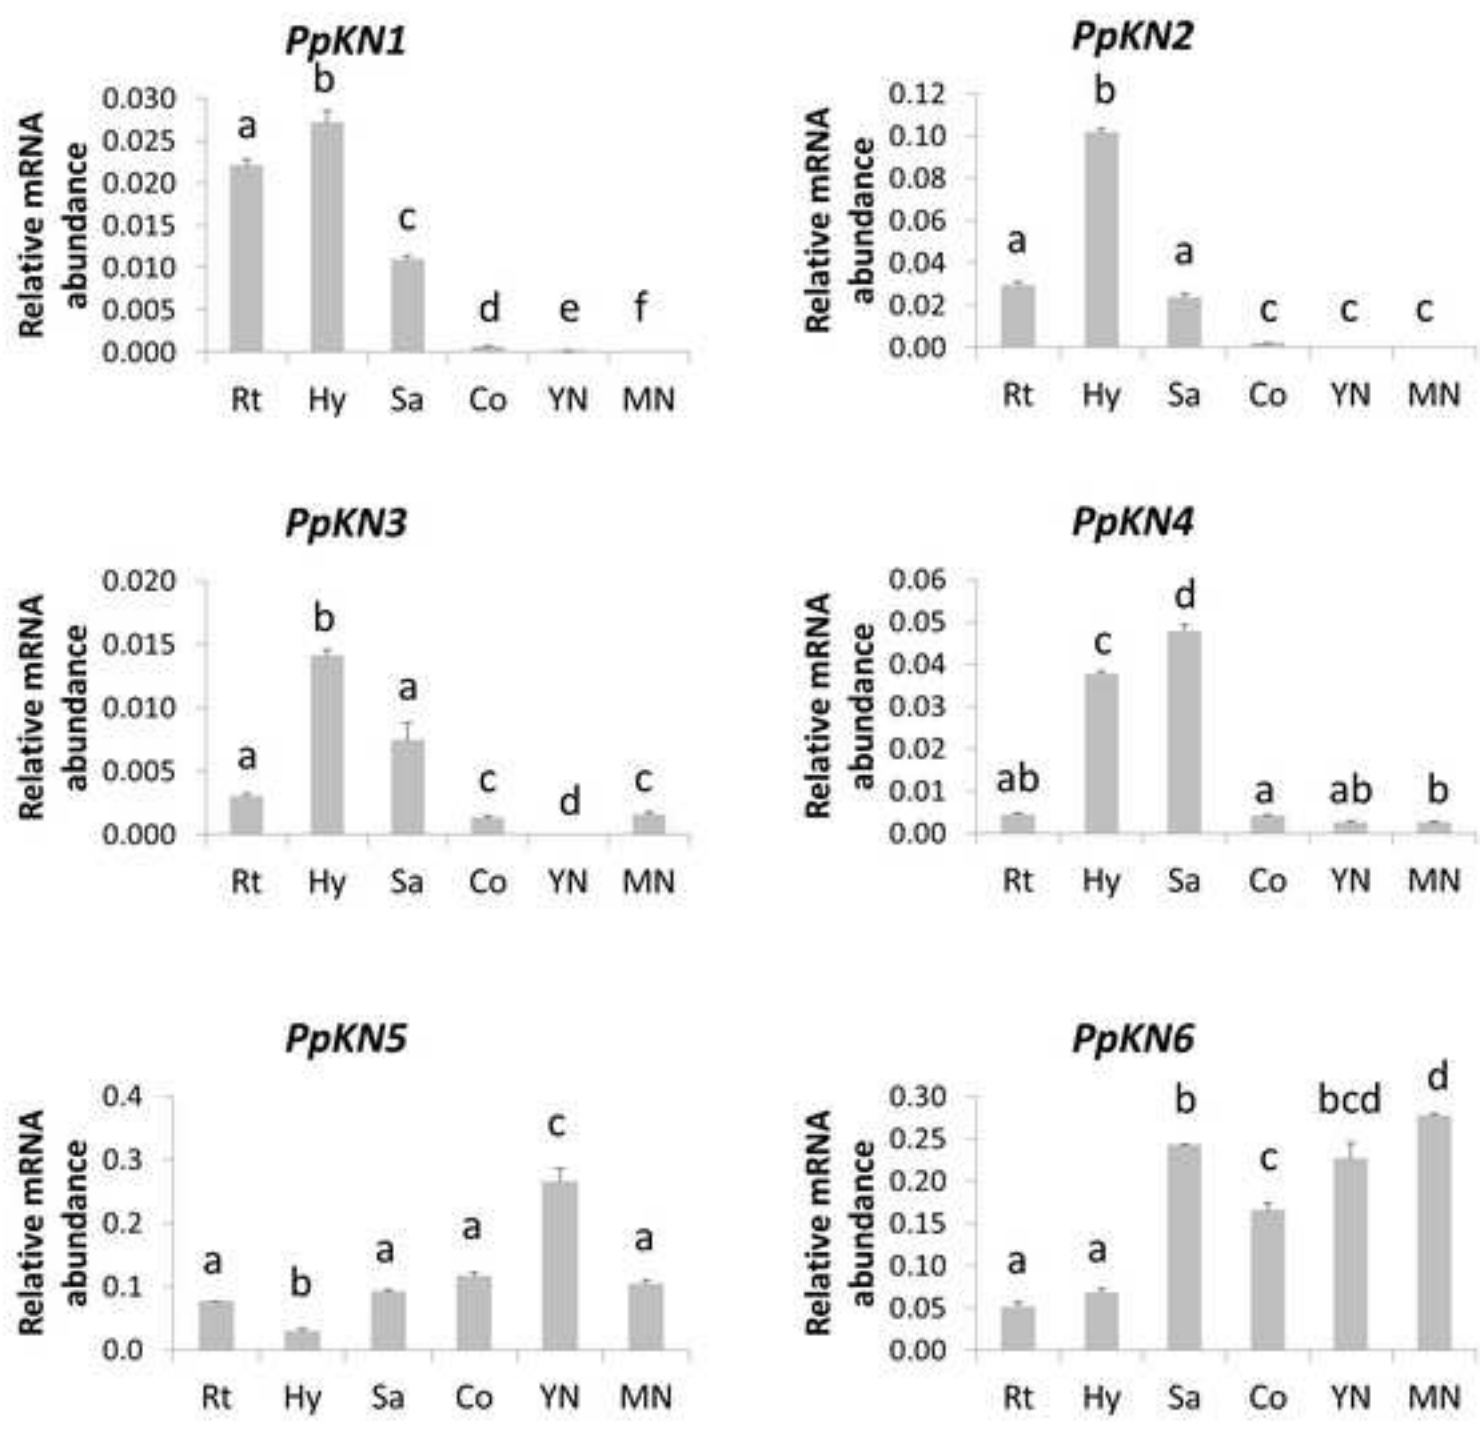 PpKN1
b
0.030
a
0.025
0.020
c
0.015
0.010
d
e
f
0.005
0.000
Relative mRNA
abundance
Rt Hy Sa Co YN MN
PpKN2
b
0.12
0.10
0.08
0.06
a
a
0.04
0.02
c
c
c
0.00
Relative mRNA
abundance
Rt Hy Sa Co YN MN
PpKN3
0.020
b
0.015
a
0.010
a
c
d
c
0.005
0.000
Relative mRNA
abundance
Rt Hy Sa Co YN MN
PpKN4
0.06
d
0.05
c
0.04
0.03
0.02
ab
a
ab
b
0.01
0.00
Relative mRNA
abundance
Rt Hy Sa Co YN MN
PpKN5
0.4
c
0.3
a
b
a
a
a
0.2
0.1
0.0
Relative mRNA
abundance
Rt Hy Sa Co YN MN
PpKN6
d
0.30
b
bcd
0.25
c
0.20
0.15
a
a
0.10
0.05
0.00
Relative mRNA
abundance
Rt Hy Sa Co YN MN